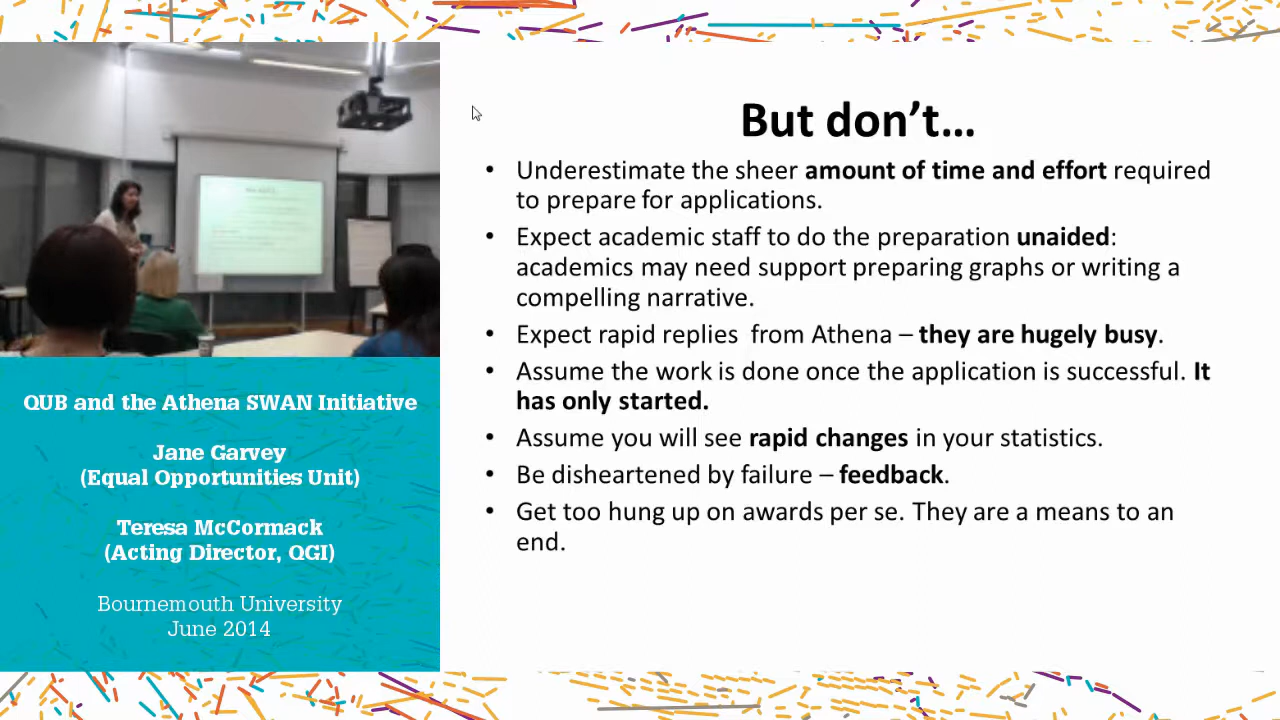 But don’t…
• Underestimate the sheer amount of time and effort required
to prepare for applications.
• Expect academic staff to do the preparation unaided:
academics may need support preparing graphs or writing a
compelling narrative.
• Expect rapid replies from Athena – they are hugely busy.
• Assume the work is done once the application is successful. It
has only started.
• Assume you will see rapid changes in your statistics.
• Be disheartened by failure – feedback.
• Get too hung up on awards per se. They are a means to an
end.
QUB and the Athena SWAN Initiative
Jane Garvey
(Equal Opportunities Unit)
Teresa McCormack
(Acting Director, QGI)
Bournemouth University
June 2014